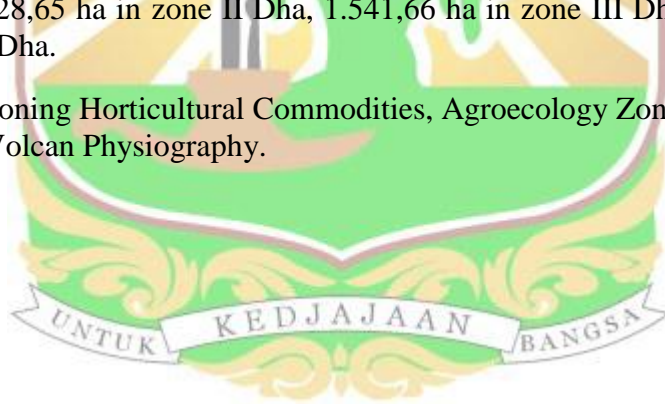 28,65 ha in zone II Dha, 1.541,66 ha in zone III Dh
Dha.
oning Horticultural Commodities, Agroecology Zon
Volcan Physiography.
UNTUK KEDJAJAAN BANGSA